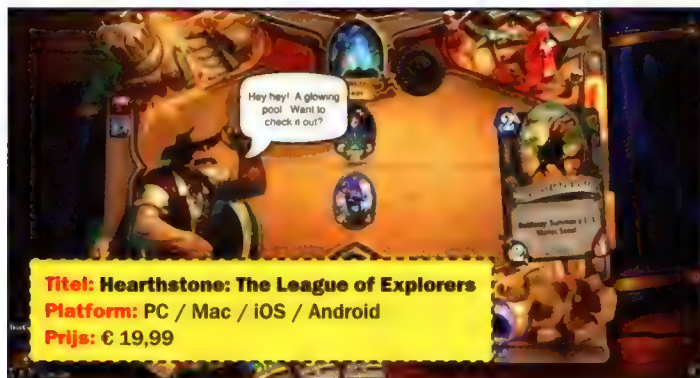 Hey hey! A glowing
pool. Want to
check it out?
Titel: Hearthstone: The League of Explorers
Platform: PC / Mac / iOS / Android
Prijs: € 19,99